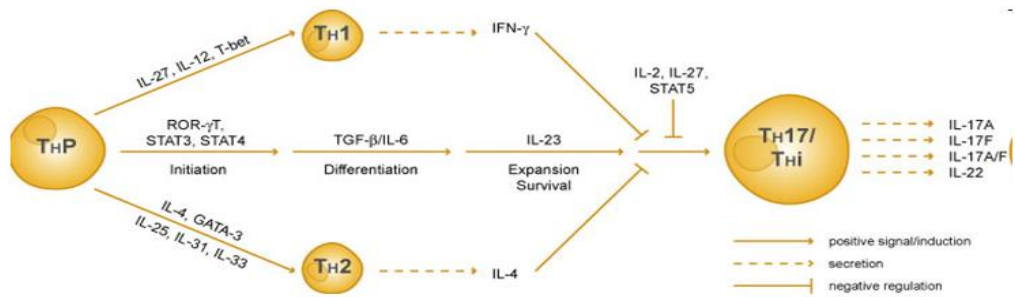 TH1
IFN-γ
IL-27, IL-12, T-bet
IL-2, IL-27,
STAT5
THP
ROR-γT,
STAT3, STAT4
Initiation
TGF-β/IL-6
Differentiation
IL-23
Expansion
Survival
TH17/
THi
IL-17A
IL-17F
IL-17A/F
IL-22
IL-4, GATA-3
IL-25, IL-31, IL-33
TH2
IL-4
positive signal/induction
secretion
negative regulation